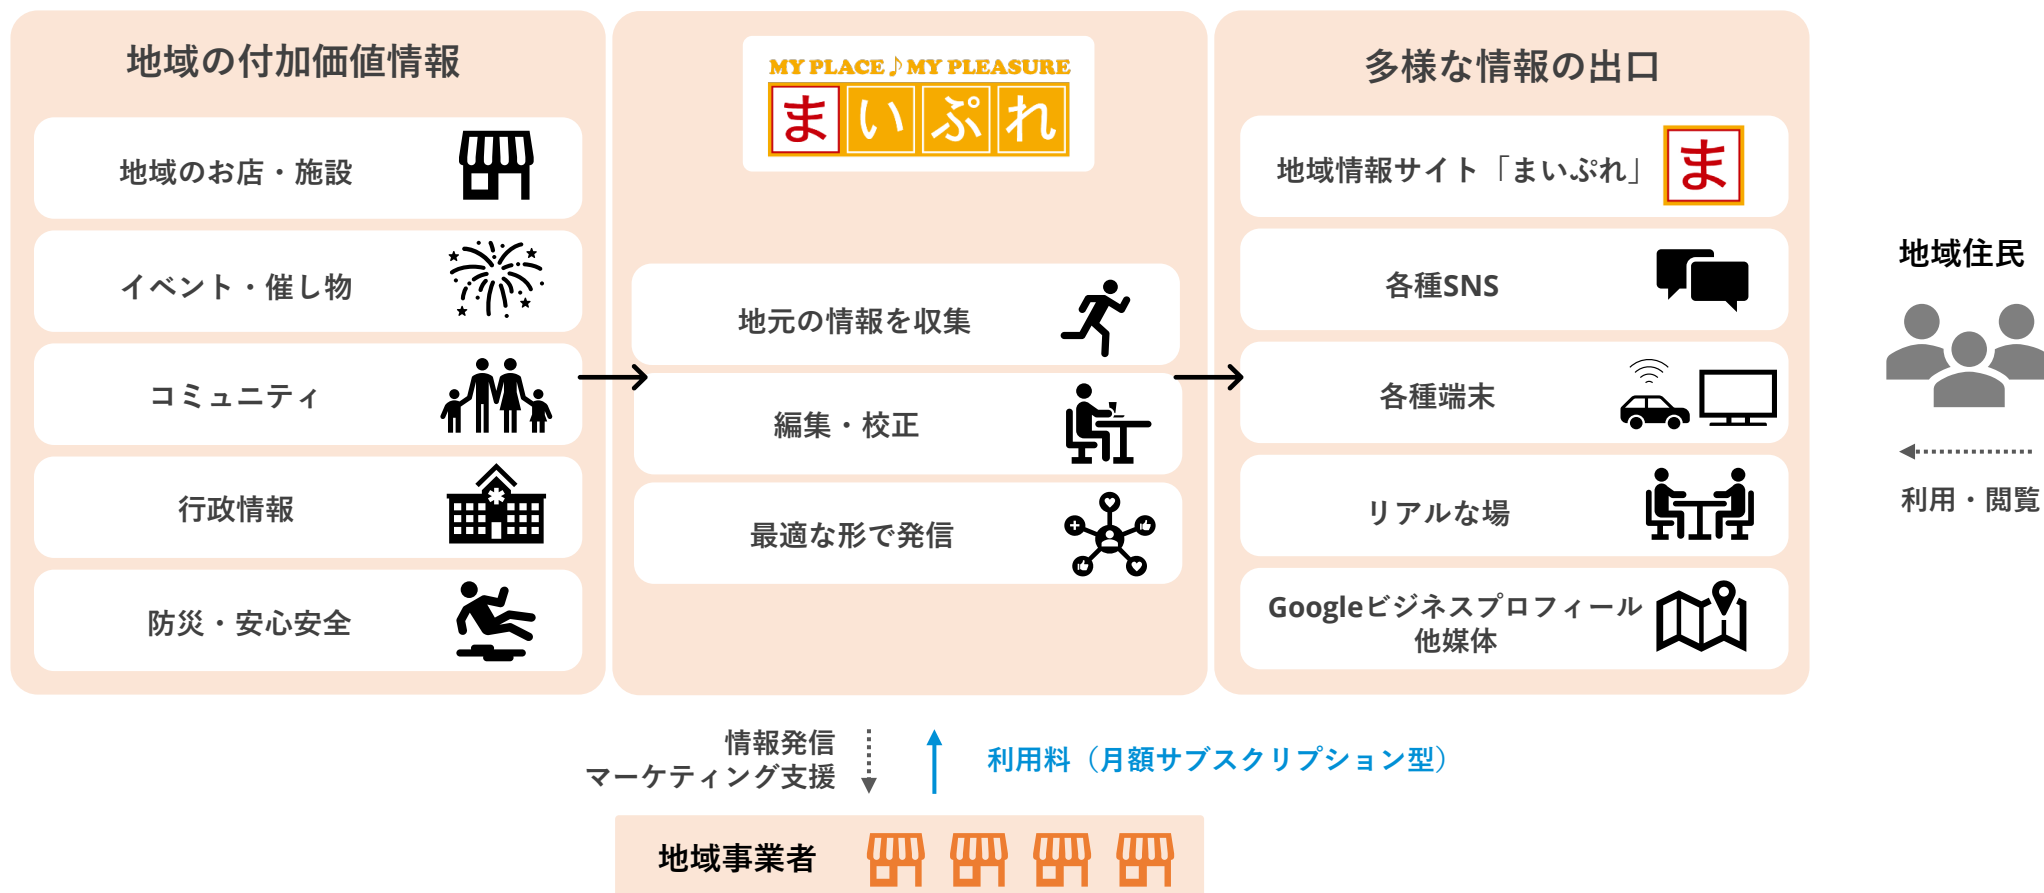 地域の付加価値情報
地域のお店・施設
イベント・催し物
コミュニティ
行政情報
防災・安心安全
MY PLACE♪MY PLEASURE
まいぷれ
地元の情報を収集
編集・校正
最適な形で発信
多様な情報の出口
地域情報サイト「まいぷれ」
ま
各種SNS
各種端末
リアルな場
Googleビジネスプロフィール
他媒体
地域住民
利用・閲覧
情報発信
マーケティング支援
利用料（月額サブスクリプション型）
地域事業者